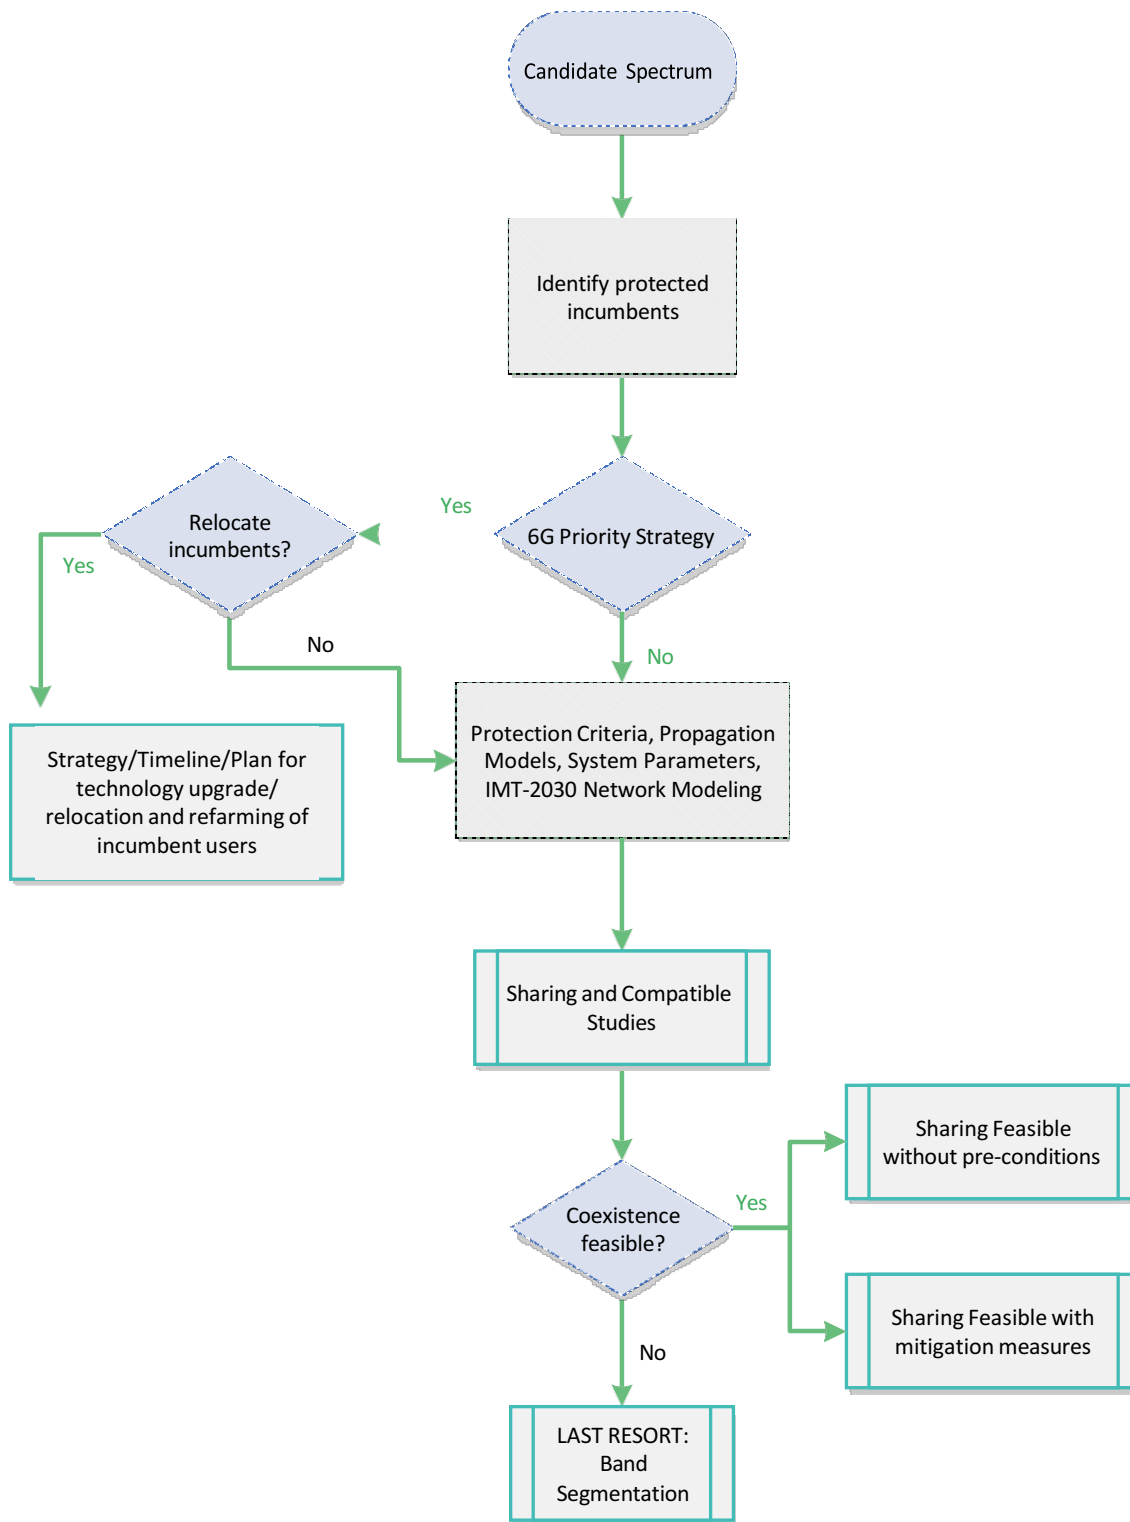 Candidate Spectrum
Identify protected
incumbents
Yes
6G Priority Strategy
Relocate
incumbents?
Yes
No
No
Protection Criteria, Propagation
Models, System Parameters,
IMT-2030 Network Modeling
Strategy/Timeline/Plan for
technology upgrade/
relocation and refarming of
incumbent users
Sharing and Compatible
Studies
Coexistence
feasible?
Yes
Sharing Feasible
without pre-conditions
Sharing Feasible with
mitigation measures
No
LAST RESORT:
Band
Segmentation